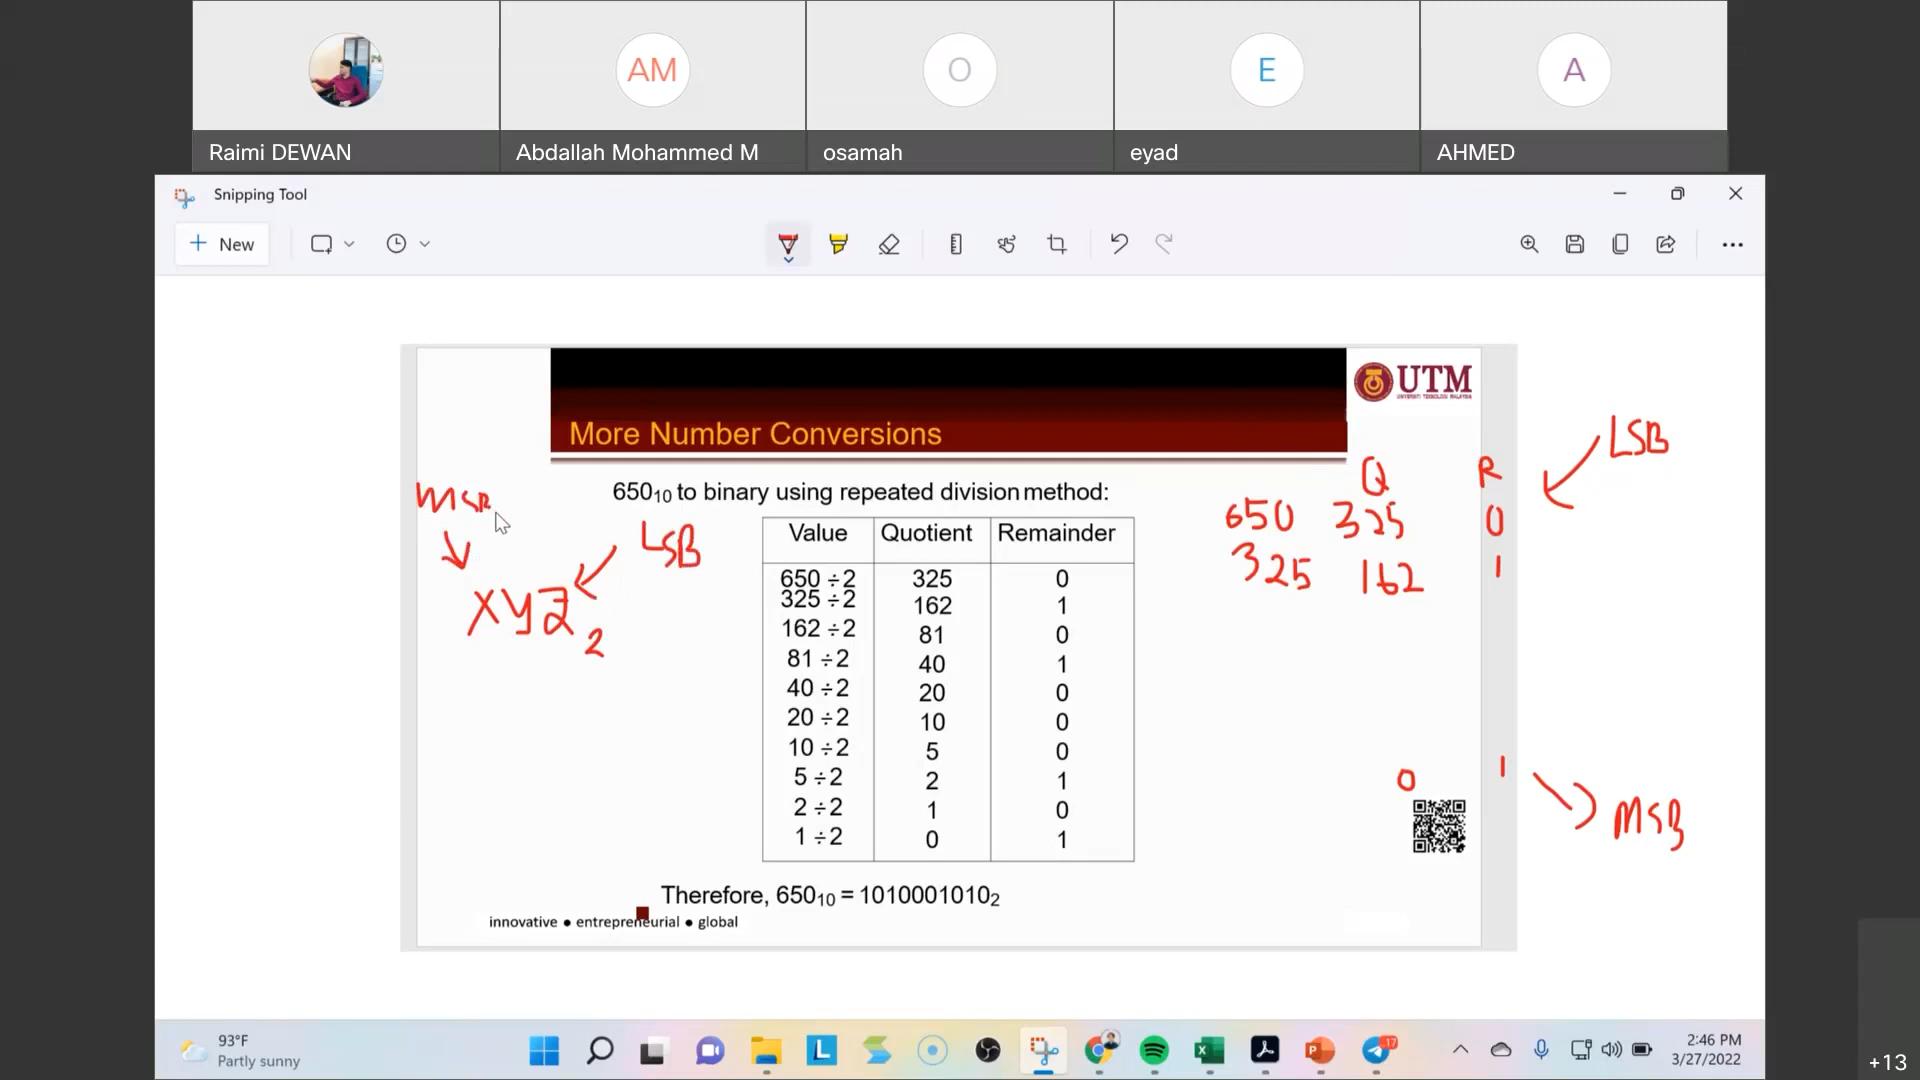 AM
O
E
A
Raimi DEWAN
Abdallah Mohammed M
osamah
eyad
AHMED
Snipping Tool
New
UTM
UNIVERSITI TEKNOLOGI MALAYSIA
More Number Conversions
LSB
Q R
MSB
650₁₀ to binary using repeated division method:
650 325 0
LSB
325 162 1
XYZ₂
Value Quotient Remainder
650 ÷2 325 0
325 ÷2 162 1
162 ÷2 81 0
81 ÷2 40 1
40 ÷2 20 0
20 ÷2 10 0
10 ÷2 5 0
5 ÷2 2 1
2 ÷2 1 0
1 ÷2 0 1
0 1
MSB
Therefore, 650₁₀ = 1010001010₂
innovative ● entrepreneurial ● global
93°F
Partly sunny
L
17
2:46 PM
3/27/2022
+13